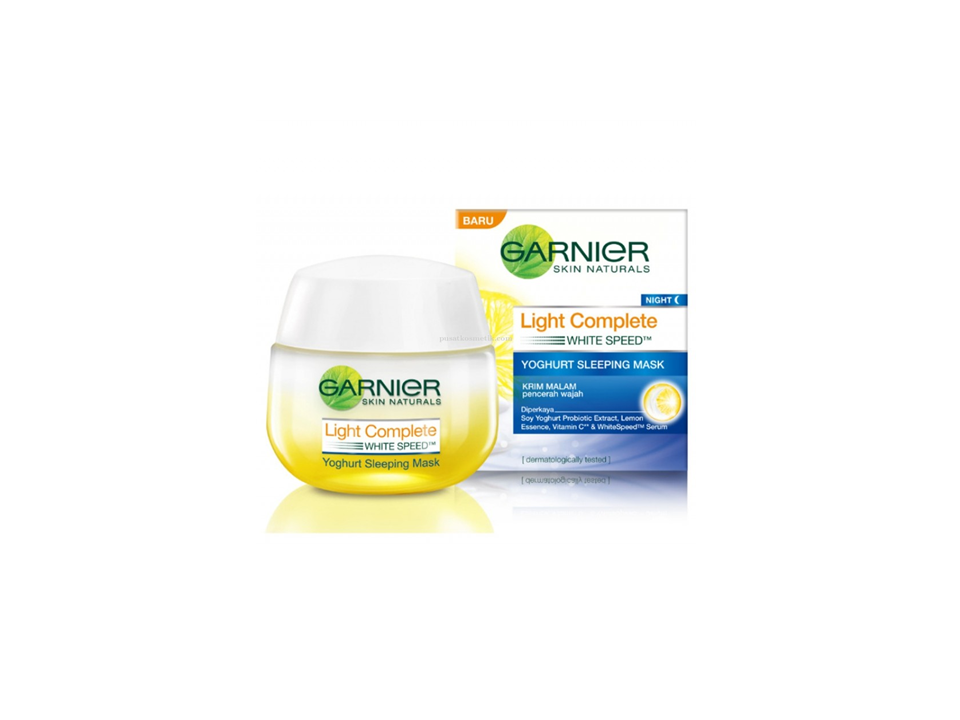 BARU
GARNIER
SKIN NATURALS
NIGHT
Light Complete
WHITE SPEED™
YOGHURT SLEEPING MASK
KRIM MALAM
pencerah wajah
Diperkaya
Soy Yoghurt Probiotic Extract, Lemon
Essence, Vitamin C** & WhiteSpeed™ Serum
[ dermatologically tested ]
GARNIER
SKIN NATURALS
Light Complete
WHITE SPEED™
Yoghurt Sleeping Mask